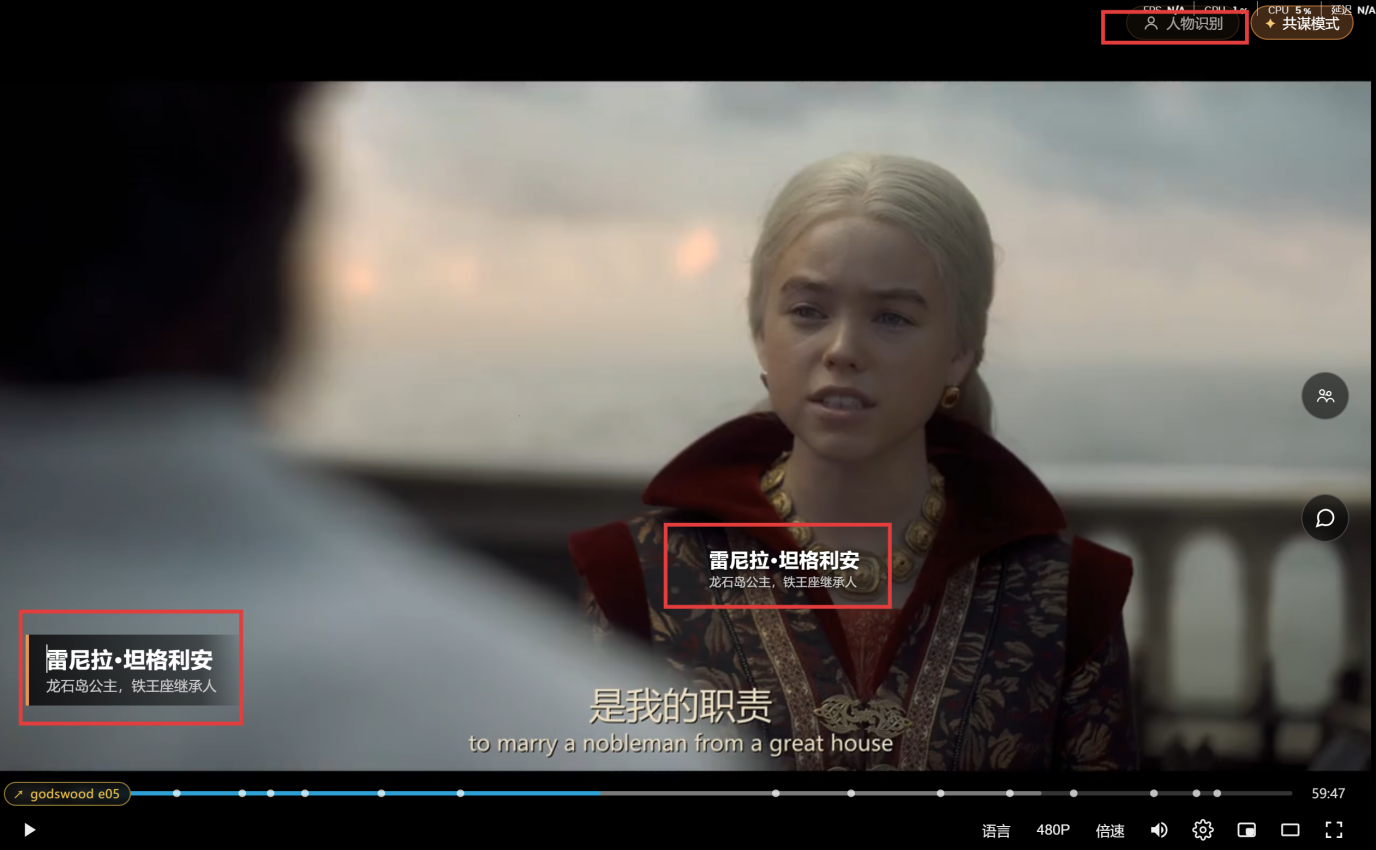 FPS N/A GPU 1% CPU 5% 延迟 N/A
人物识别
共谋模式
雷尼拉·坦格利安
龙石岛公主，铁王座继承人
雷尼拉·坦格利安
龙石岛公主，铁王座继承人
是我的职责
to marry a nobleman from a great house
godswood e05
59:47
语言 480P 倍速